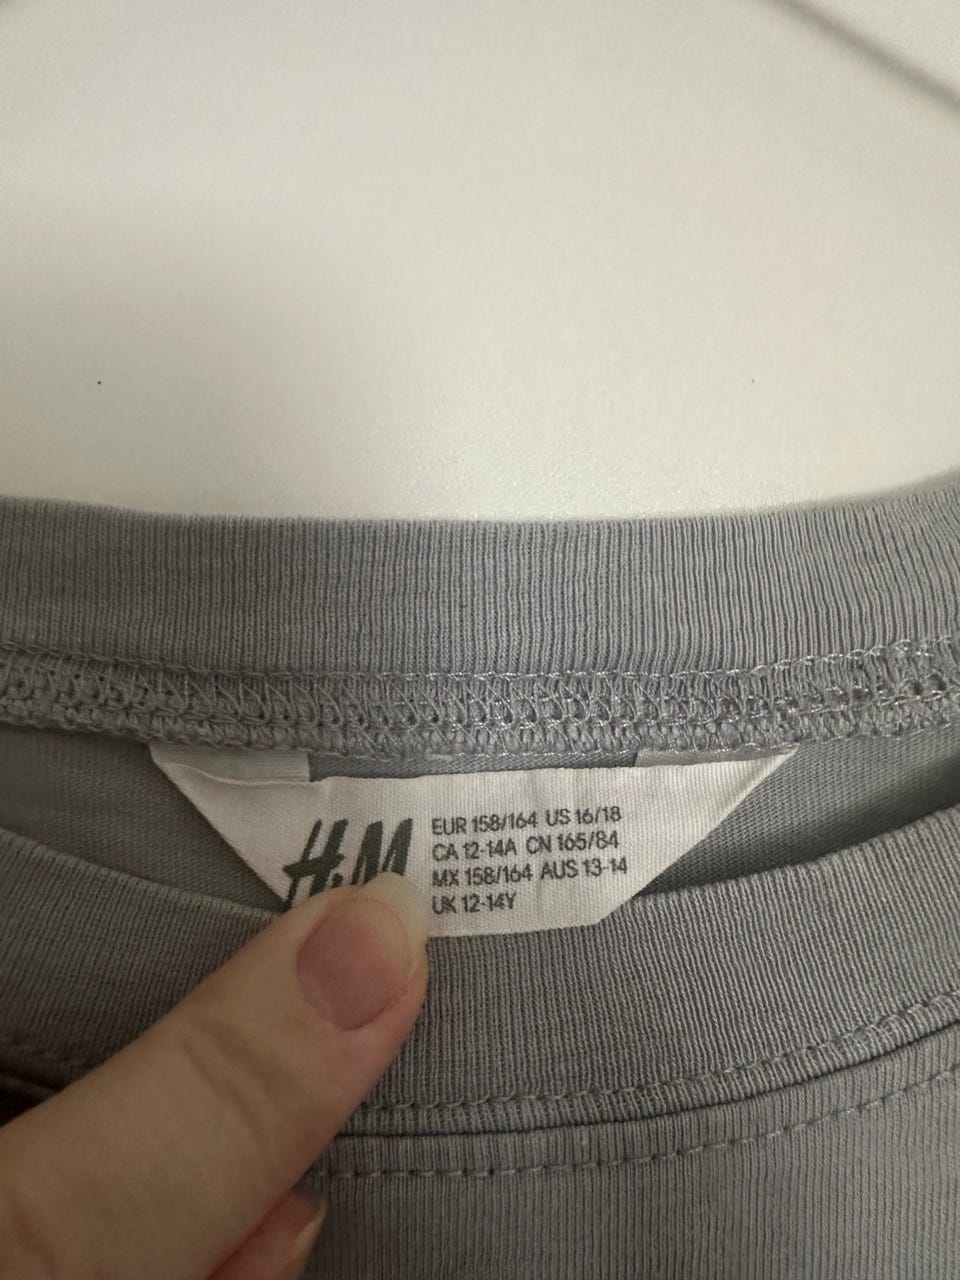 H&M
EUR 158/164 US 16/18
CA 12-14A CN 165/84
MX 158/164 AUS 13-14
UK 12-14Y